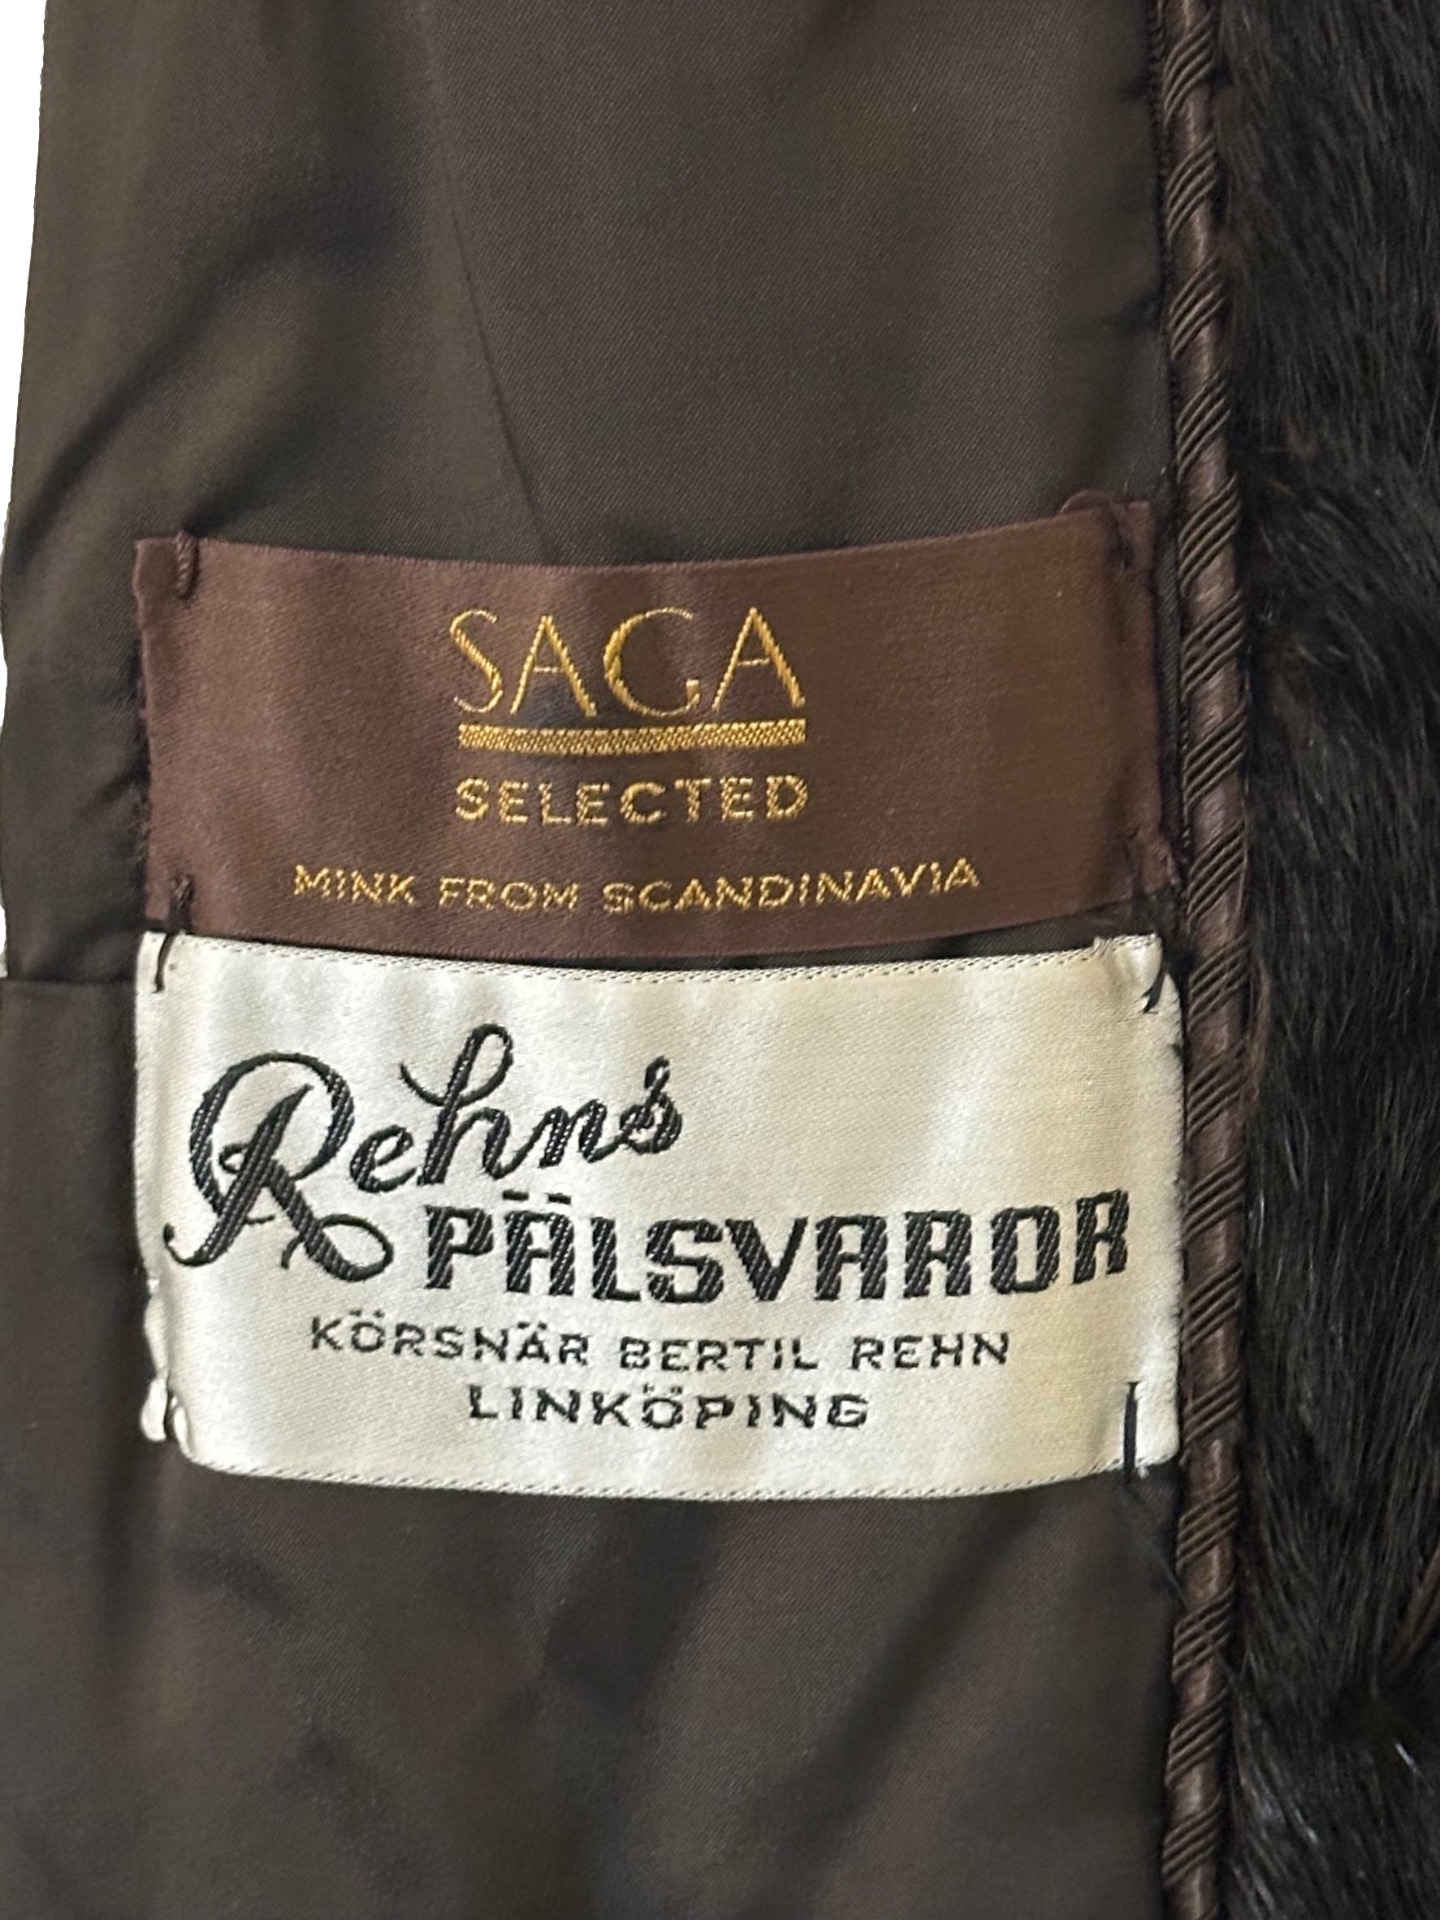 SAGA
SELECTED
MINK FROM SCANDINAVIA
Rehns
PÄLSVAROR
KÖRSNÄR BERTIL REHN
LINKÖPING